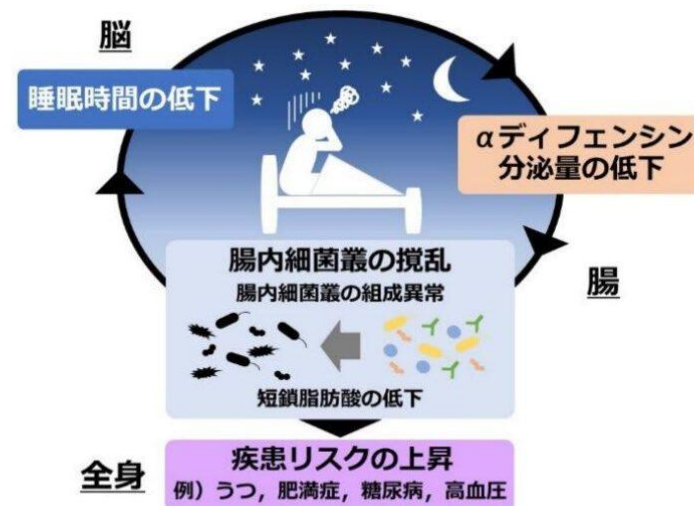 脳
睡眠時間の低下
αディフェンシン
分泌量の低下
腸
腸内細菌叢の撹乱
腸内細菌叢の組成異常
短鎖脂肪酸の低下
全身
疾患リスクの上昇
例）うつ，肥満症，糖尿病，高血圧